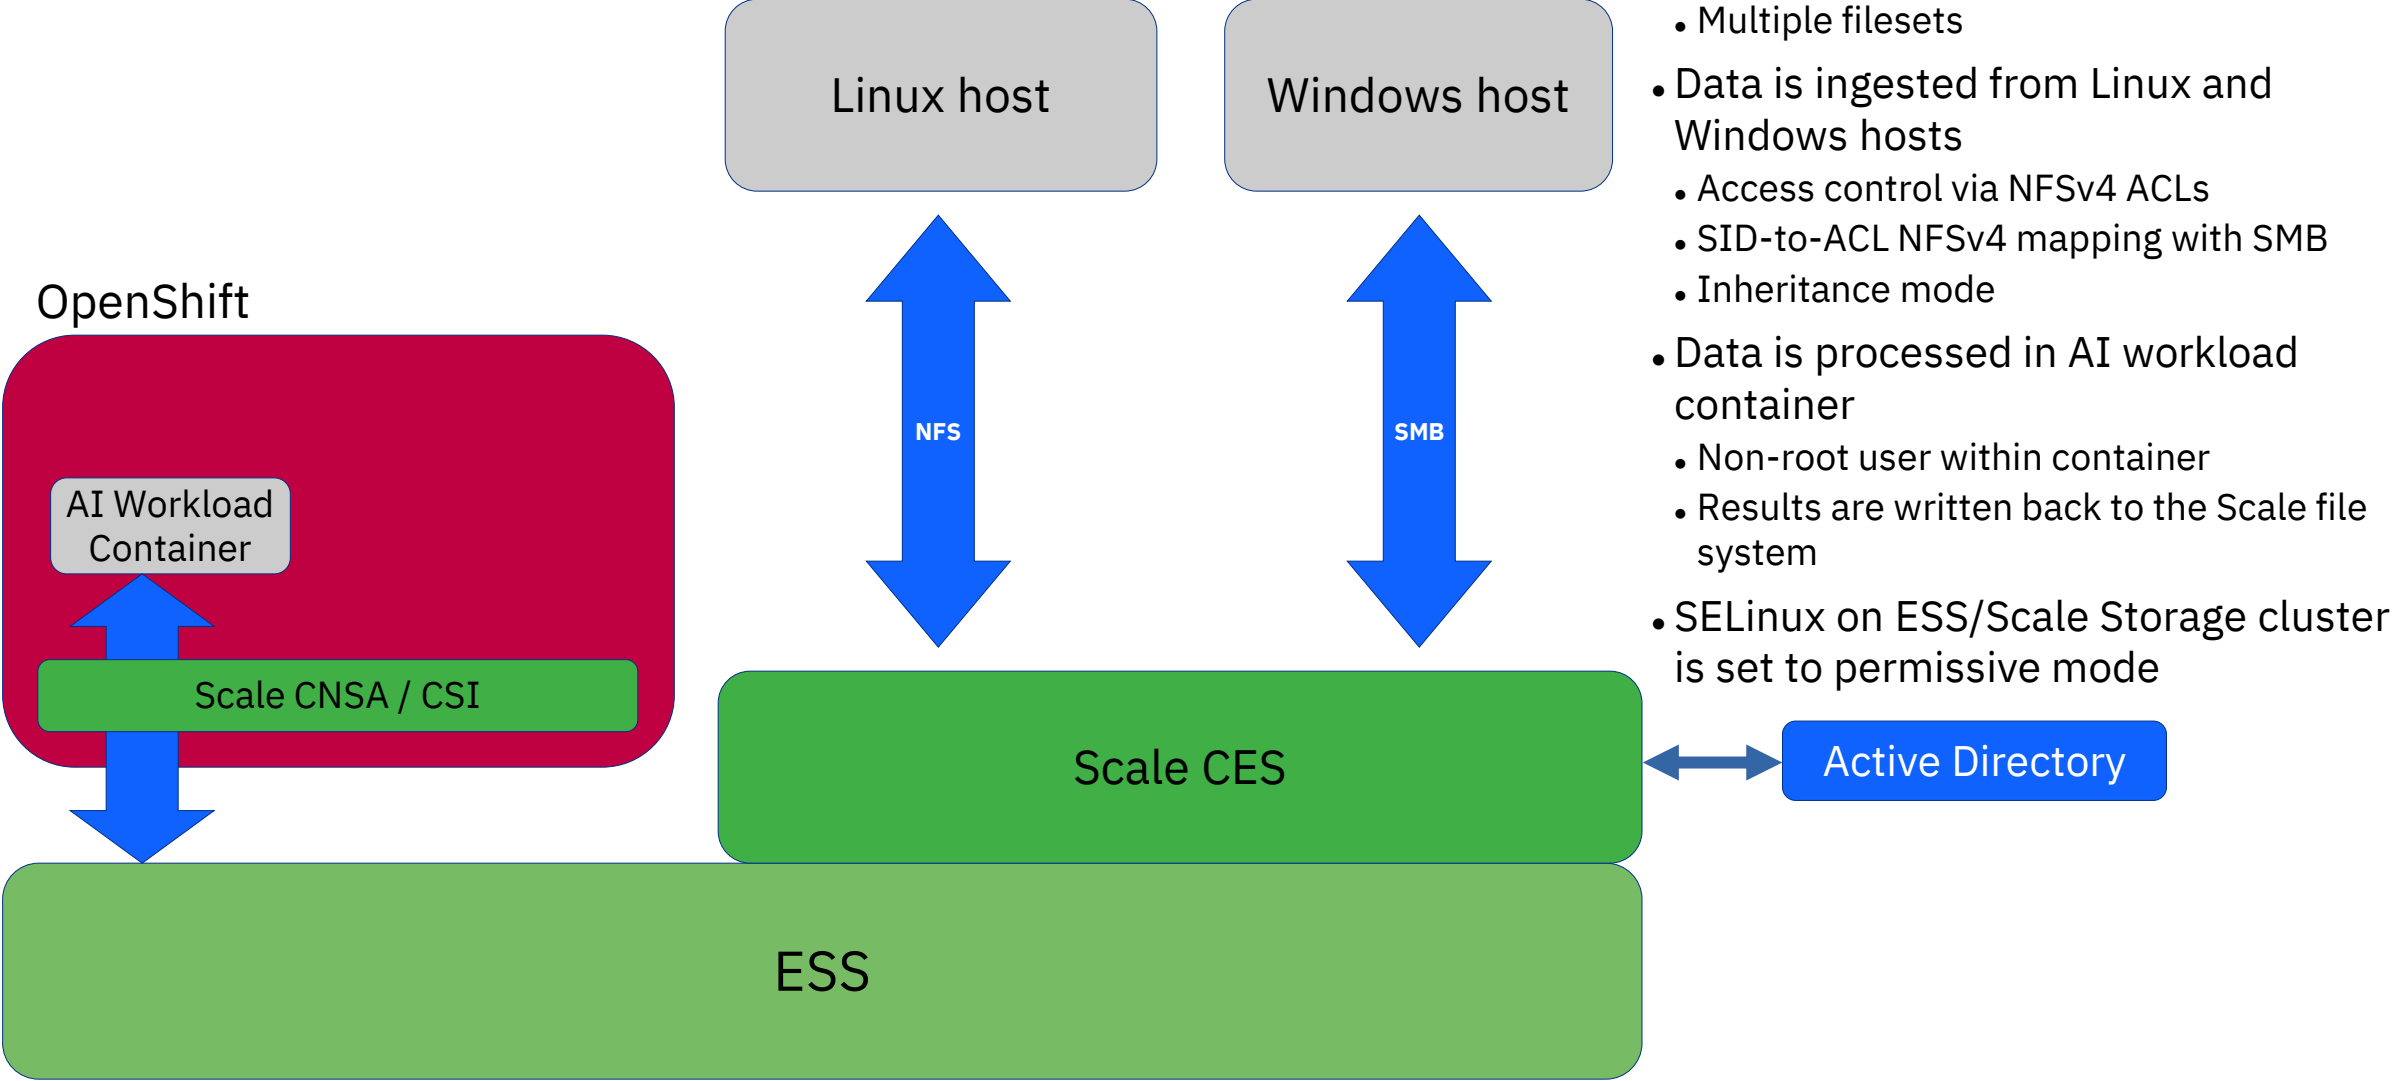 Linux host
Windows host
OpenShift
NFS
SMB
AI Workload
Container
Scale CNSA / CSI
Scale CES
Active Directory
ESS
• Multiple filesets
• Data is ingested from Linux and
Windows hosts
• Access control via NFSv4 ACLs
• SID-to-ACL NFSv4 mapping with SMB
• Inheritance mode
• Data is processed in AI workload
container
• Non-root user within container
• Results are written back to the Scale file
system
• SELinux on ESS/Scale Storage cluster
is set to permissive mode